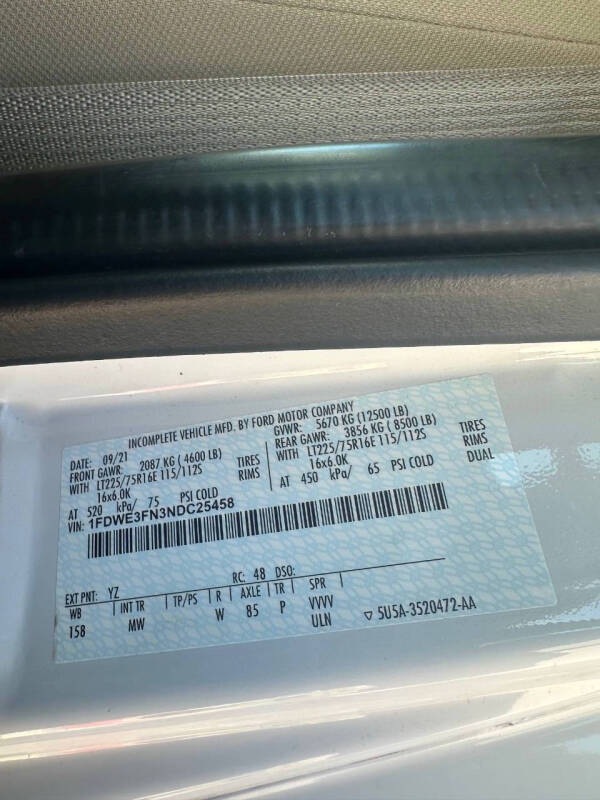 INCOMPLETE VEHICLE MFD. BY FORD MOTOR COMPANY
DATE: 09/21 GVWR: 5670 KG (12500 LB)
FRONT GAWR: 2087 KG (4600 LB) REAR GAWR: 3856 KG (8500 LB)
WITH LT225/75R16E 115/112S TIRES WITH LT225/75R16E 115/112S TIRES
16x6.0K RIMS 16x6.0K RIMS
AT 520 kPa/ 75 PSI COLD AT 450 kPa/ 65 PSI COLD DUAL
VIN: 1FDWE3FN3NDC25458
EXT PNT: YZ RC: 48 DSO:
WB INT TR TP/PS R AXLE TR SPR
158 MW W 85 P VVVV
ULN ▽ 5U5A-3520472-AA